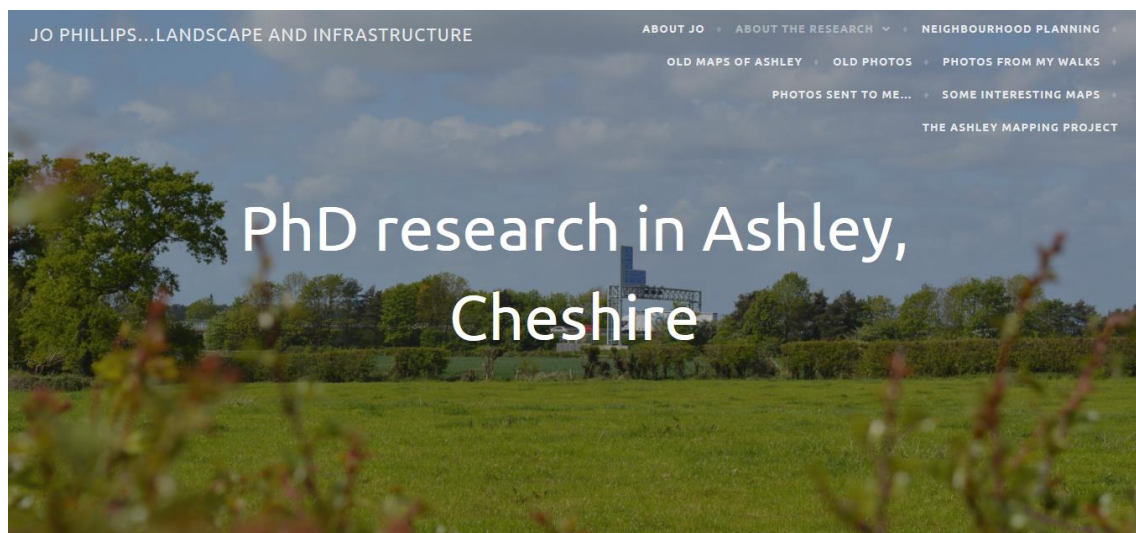 JO PHILLIPS...LANDSCAPE AND INFRASTRUCTURE
ABOUT JO ABOUT THE RESEARCH NEIGHBOURHOOD PLANNING
OLD MAPS OF ASHLEY OLD PHOTOS PHOTOS FROM MY WALKS
PHOTOS SENT TO ME... SOME INTERESTING MAPS
THE ASHLEY MAPPING PROJECT
PhD research in Ashley,
Cheshire